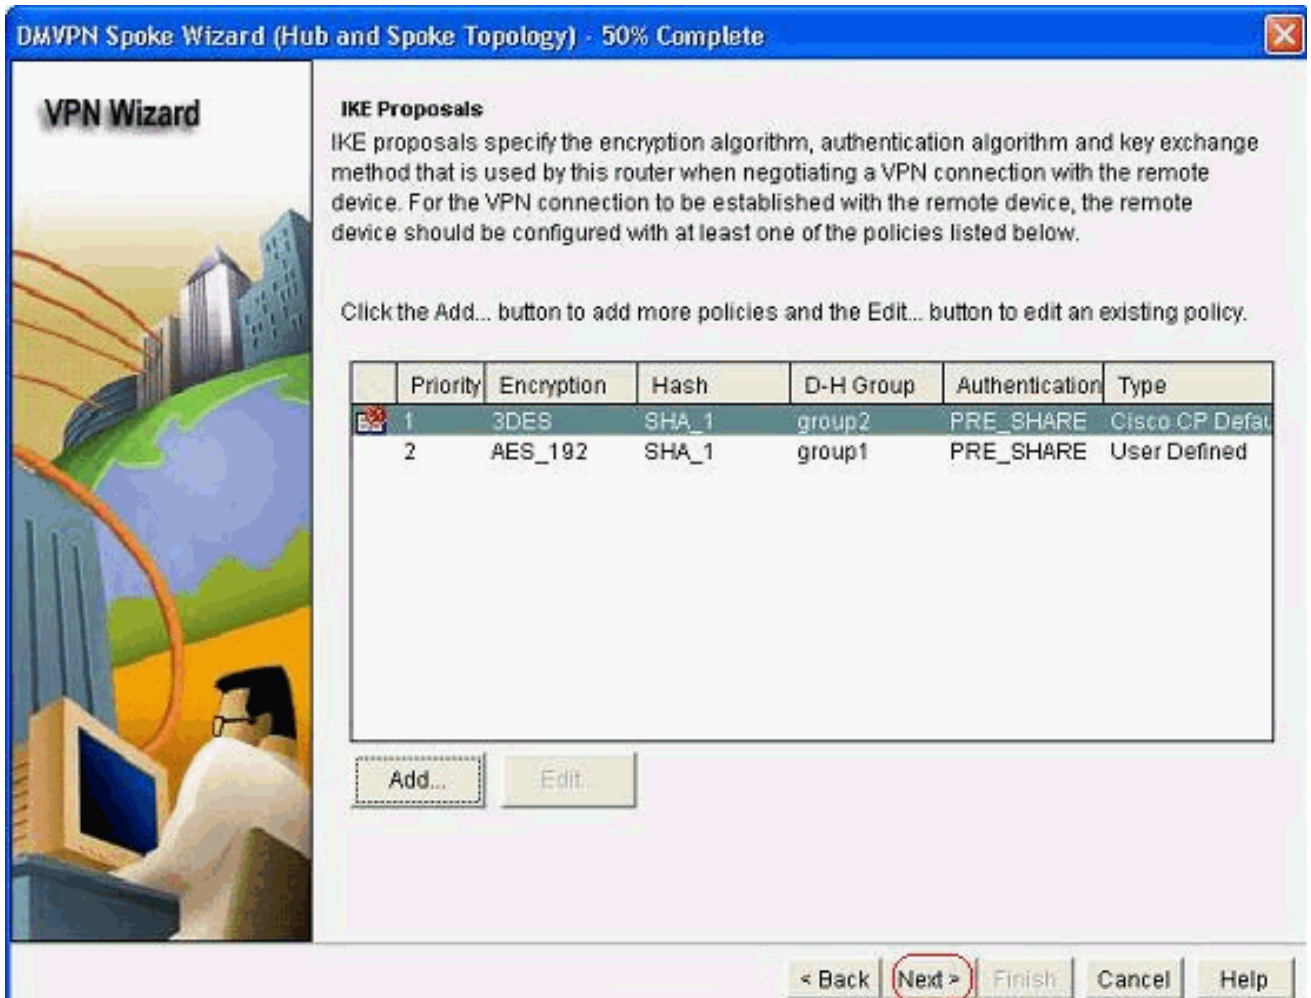 DMVPN Spoke Wizard (Hub and Spoke Topology) - 50% Complete
VPN Wizard
IKE Proposals
IKE proposals specify the encryption algorithm, authentication algorithm and key exchange
method that is used by this router when negotiating a VPN connection with the remote
device. For the VPN connection to be established with the remote device, the remote
device should be configured with at least one of the policies listed below.
Click the Add... button to add more policies and the Edit... button to edit an existing policy.
Priority Encryption Hash D-H Group Authentication Type
1 3DES SHA_1 group2 PRE_SHARE Cisco CP Defau
2 AES_192 SHA_1 group1 PRE_SHARE User Defined
Add... Edit...
< Back Next > Finish Cancel Help